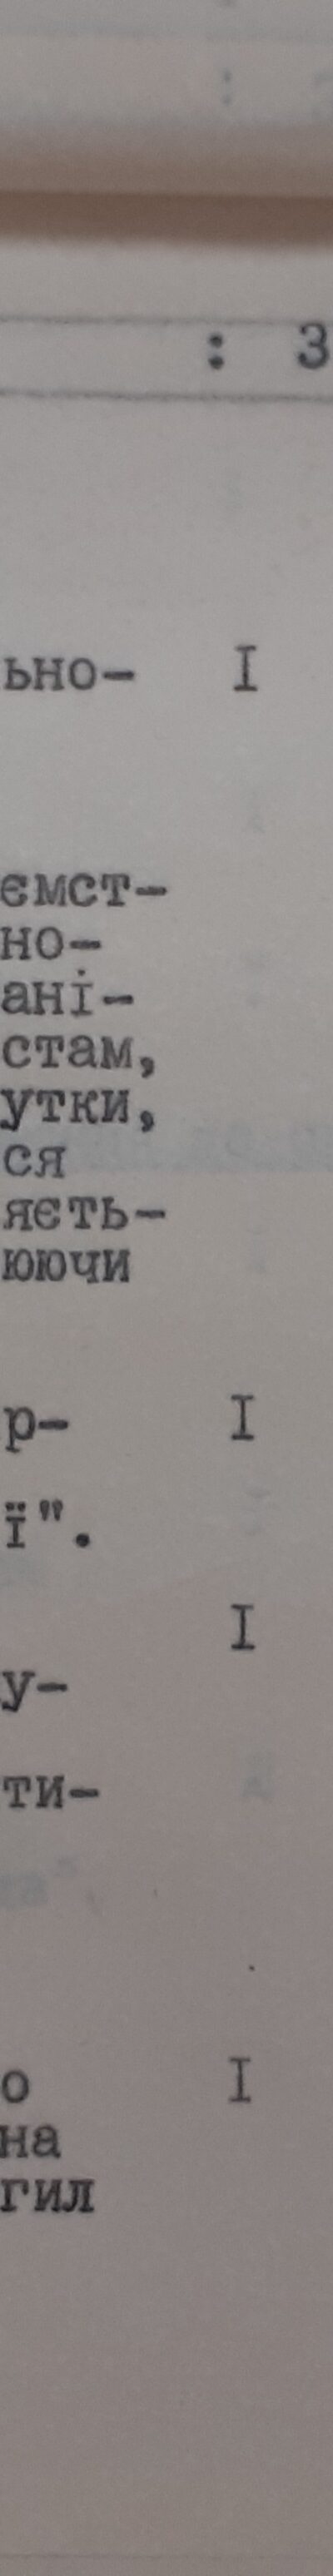 : 3
ьно- І
ємст-
но-
ані-
стам,
утки,
ся
яєть-
юючи
р- І
ї".
І
у-
ти-
о І
на
гил